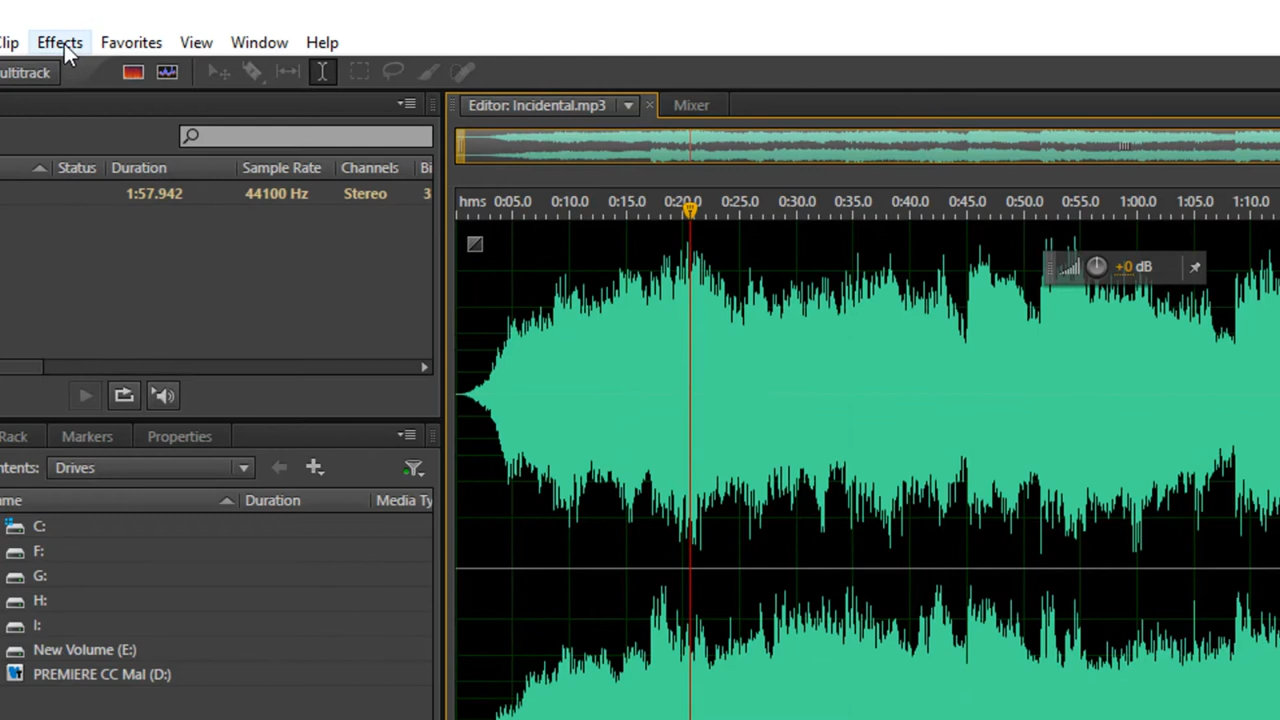 Clip Effects Favorites View Window Help
Multitrack
Editor: Incidental.mp3 Mixer
Status Duration Sample Rate Channels Bi
1:57.942 44100 Hz Stereo 3
hms 0:05.0 0:10.0 0:15.0 0:20.0 0:25.0 0:30.0 0:35.0 0:40.0 0:45.0 0:50.0 0:55.0 1:00.0 1:05.0 1:10.0
+0 dB
Rack Markers Properties
ntents: Drives
ame Duration Media Ty
C:
F:
G:
H:
I:
New Volume (E:)
PREMIERE CC Mal (D:)